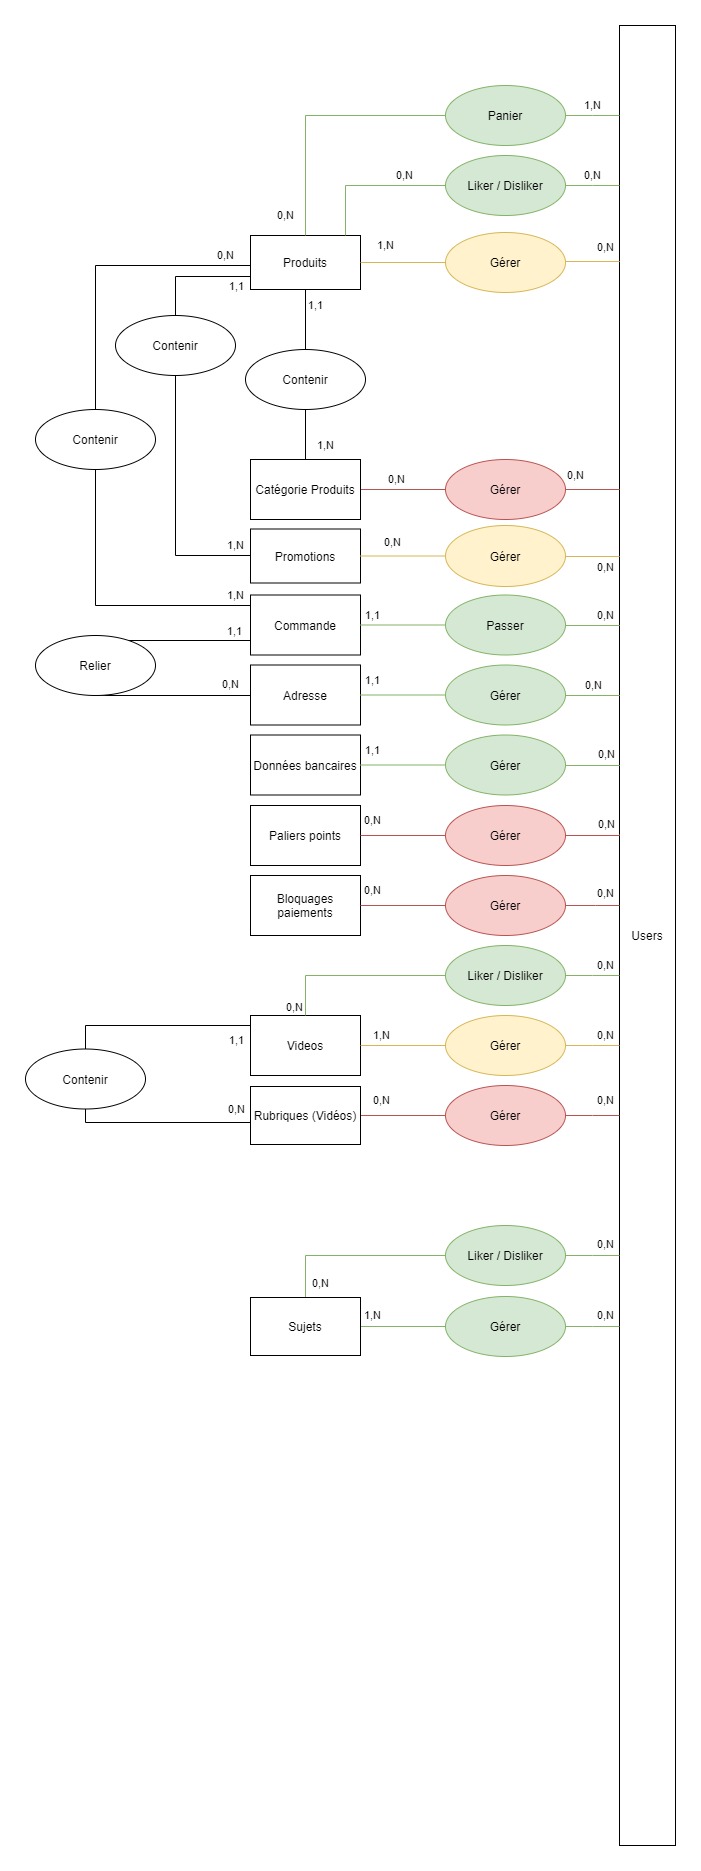 Panier
1,N
0,N
Liker / Disliker
0,N
0,N
Produits
1,N
Gérer
0,N
0,N
1,1
1,1
Contenir
Contenir
Contenir
1,N
Catégorie Produits
0,N
Gérer
0,N
1,N
Promotions
0,N
Gérer
0,N
1,N
Commande
1,1
Passer
0,N
1,1
Relier
0,N
Adresse
1,1
Gérer
0,N
Données bancaires
1,1
Gérer
0,N
Paliers points
0,N
Gérer
0,N
Bloquages
paiements
0,N
Gérer
0,N
Users
Liker / Disliker
0,N
0,N
Videos
1,N
Gérer
0,N
1,1
Contenir
0,N
Rubriques (Vidéos)
0,N
Gérer
0,N
Liker / Disliker
0,N
0,N
Sujets
1,N
Gérer
0,N